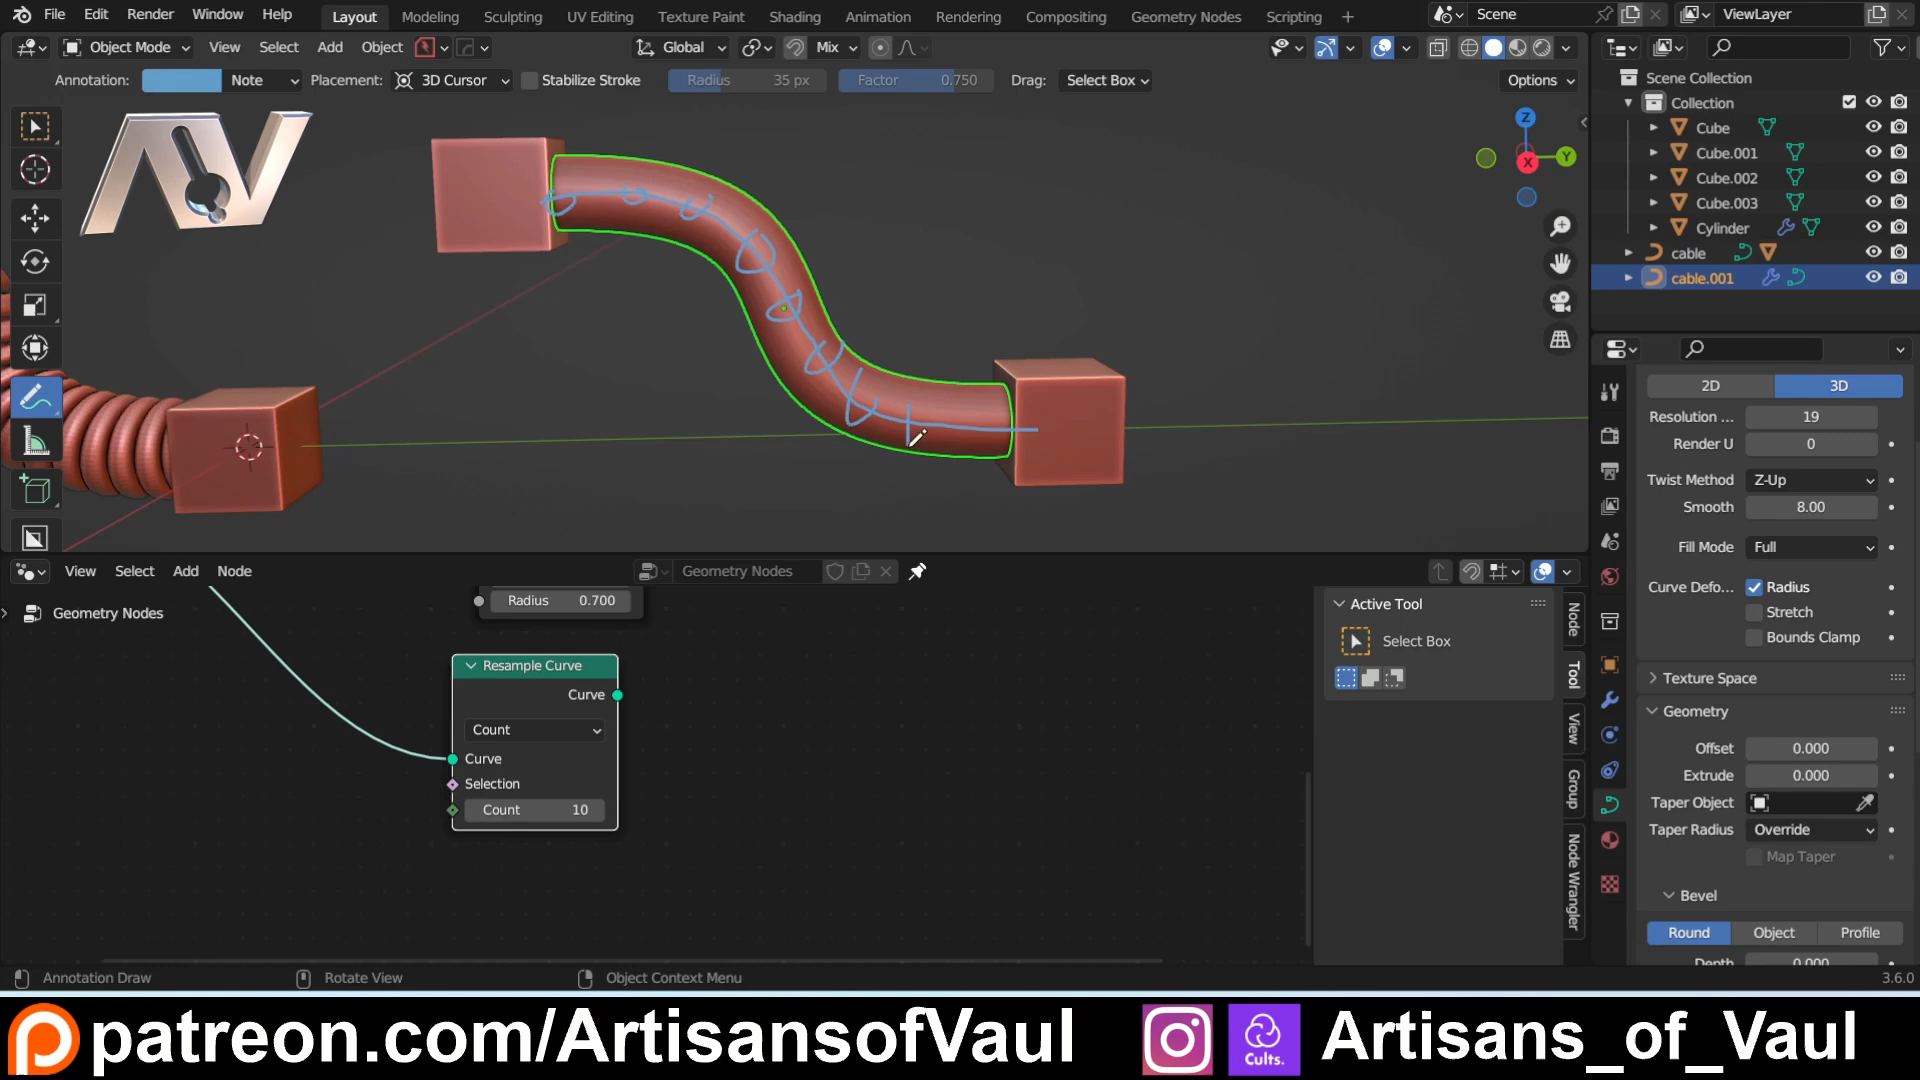 File Edit Render Window Help Layout Modeling Sculpting UV Editing Texture Paint Shading Animation Rendering Compositing Geometry Nodes Scripting + Scene ViewLayer
Object Mode View Select Add Object Global Mix
Annotation: Note Placement: 3D Cursor Stabilize Stroke Radius 35 px Factor 0.750 Drag: Select Box Options
Scene Collection
Collection
Cube
Cube.001
Cube.002
Cube.003
Cylinder
cable
cable.001
AV
Z
Y
X
2D 3D
Resolution ... 19
Render U 0
Twist Method Z-Up
Smooth 8.00
Fill Mode Full
Curve Defo... Radius
Stretch
Bounds Clamp
Texture Space
Geometry
Offset 0.000
Extrude 0.000
Taper Object
Taper Radius Override
Map Taper
Bevel
Round Object Profile
Depth 0.000
View Select Add Node Geometry Nodes
Geometry Nodes
Radius 0.700
Resample Curve
Curve
Count
Curve
Selection
Count 10
Active Tool
Select Box
Node
Tool
View
Group
Node Wrangler
Annotation Draw Rotate View Object Context Menu 3.6.0
patreon.com/ArtisansofVaul Cults. Artisans_of_Vaul